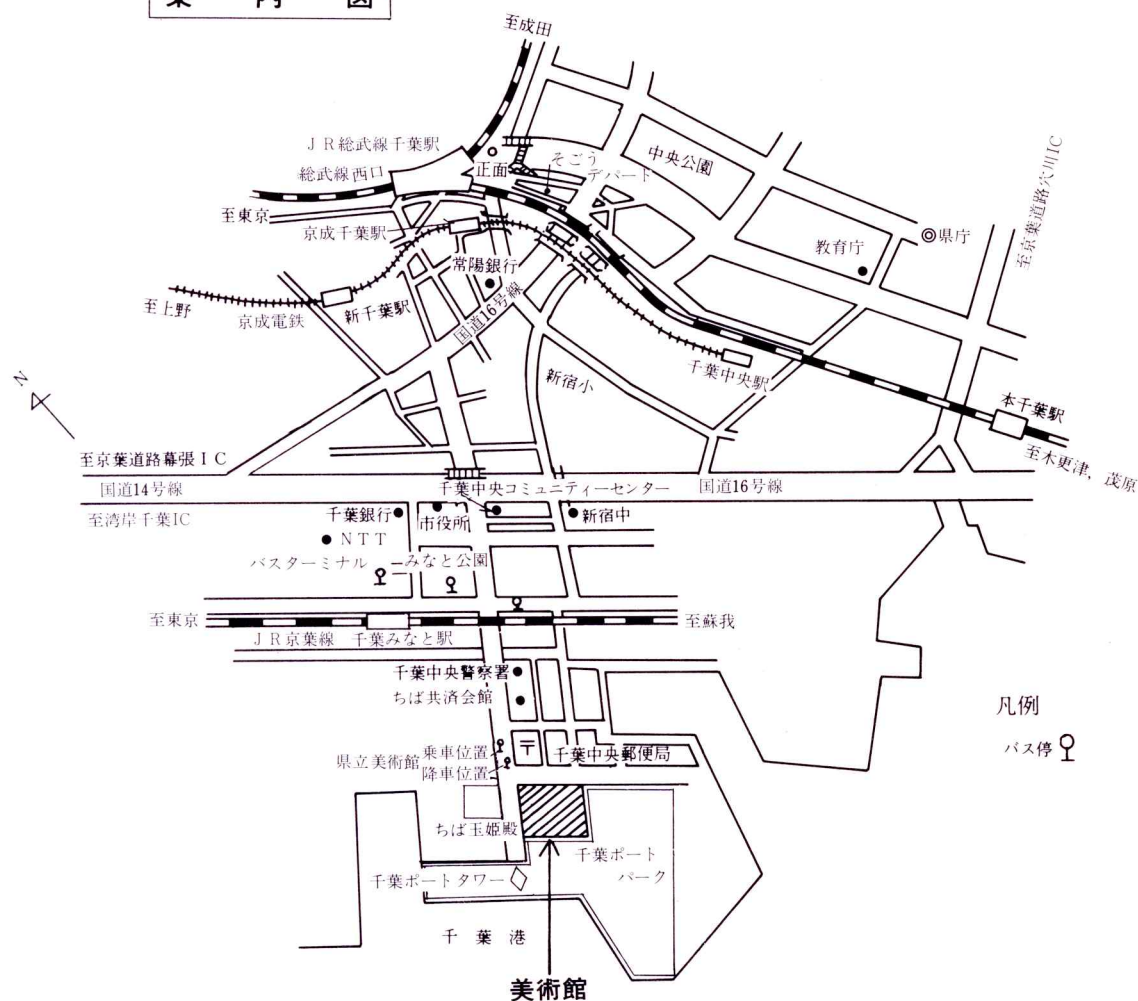 案内図
至成田
JR総武線千葉駅
総武線西口
正面
そごう
デパート
中央公園
至京葉道路穴川IC
至東京
京成千葉駅
教育庁
◎県庁
常陽銀行
至上野
京成電鉄
新千葉駅
国道16号線
千葉中央駅
新宿小
本千葉駅
N
至木更津，茂原
至京葉道路幕張IC
国道14号線
千葉中央コミュニティーセンター
国道16号線
至湾岸千葉IC
千葉銀行
市役所
新宿中
NTT
バスターミナル
みなと公園
至東京
至蘇我
JR京葉線 千葉みなと駅
千葉中央警察署
ちば共済会館
凡例
バス停
県立美術館
乗車位置
降車位置
〒
千葉中央郵便局
ちば玉姫殿
千葉ポート
パーク
千葉ポートタワー
千葉港
美術館